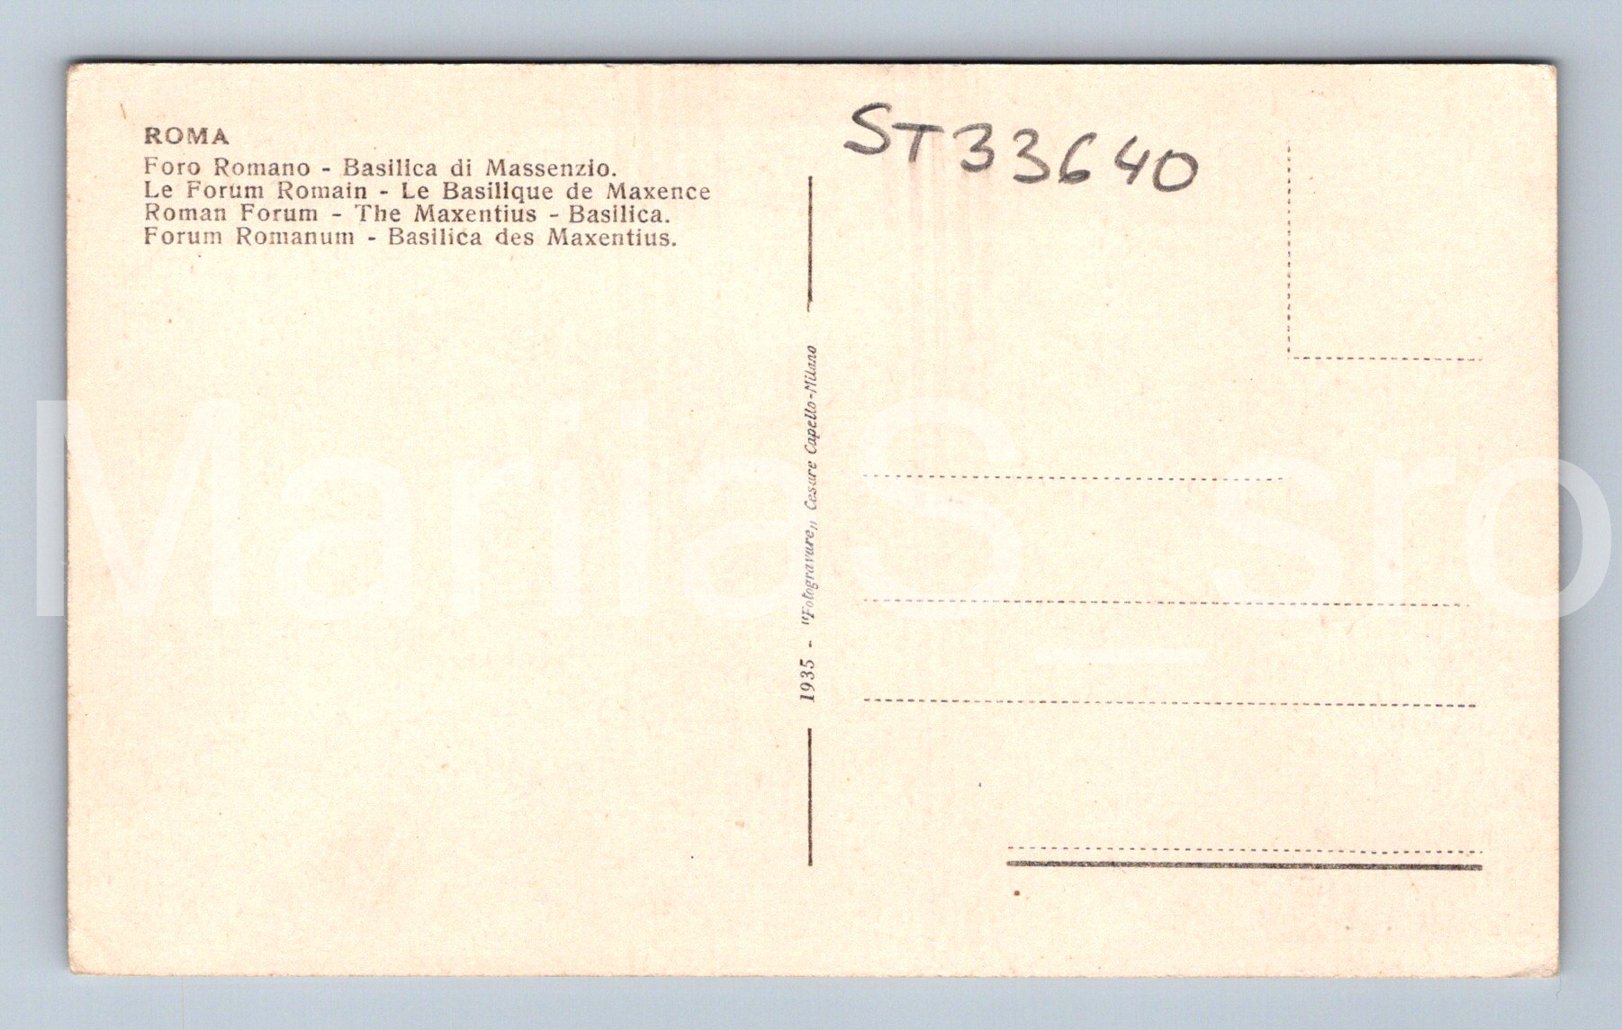 ROMA
Foro Romano - Basilica di Massenzio.
Le Forum Romain - Le Basilique de Maxence
Roman Forum - The Maxentius - Basilica.
Forum Romanum - Basilica des Maxentius.
ST33640
1935 - "Fotogravure„ Cesare Capello-Milano
MariiaS_sro